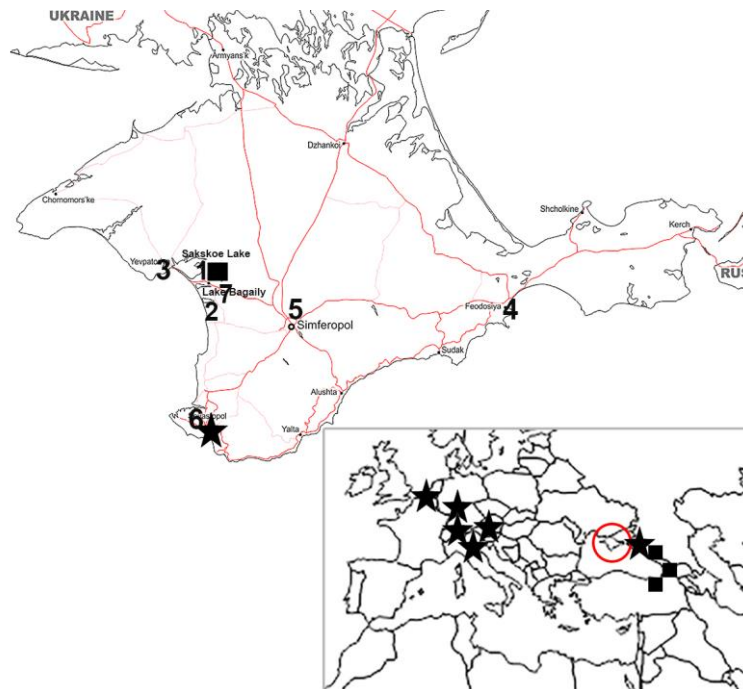 UKRAINE
Armyans'k
Dzhankoi
Chornomors'ke
Shcholkine
Kerch
Sakskoe Lake
Yevpator
3
1
RUS
Lake Bagaily
7
2
5
Feodosiya
4
Simferopol
Sudak
Alushta
6
Yalta